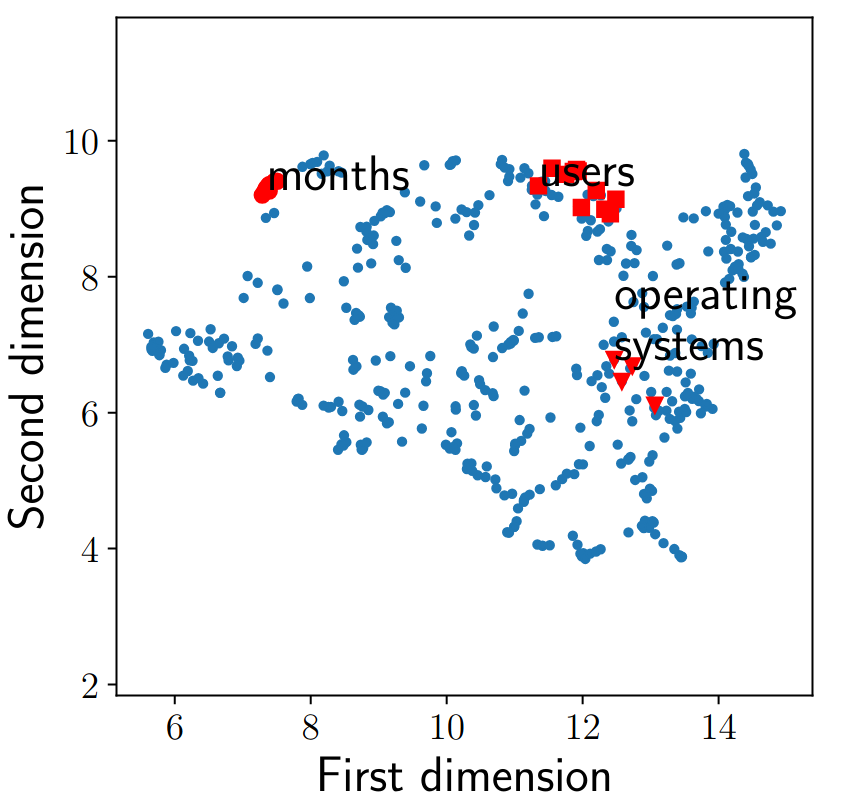 10
8
6
4
2
Second dimension
months
users
operating
systems
6 8 10 12 14
First dimension